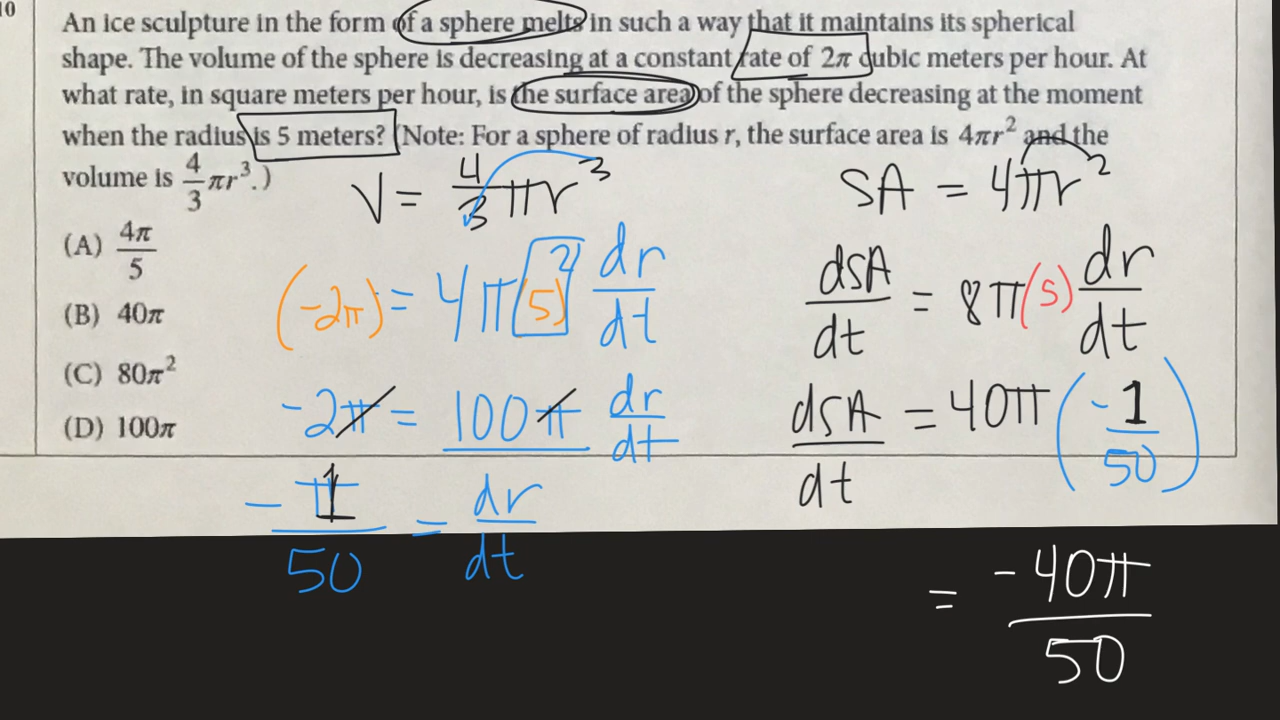 10
An ice sculpture in the form of a sphere melts in such a way that it maintains its spherical
shape. The volume of the sphere is decreasing at a constant rate of 2π cubic meters per hour. At
what rate, in square meters per hour, is the surface area of the sphere decreasing at the moment
when the radius is 5 meters? (Note: For a sphere of radius r, the surface area is 4πr² and the
volume is 4/3 πr³.)
(A) 4π/5
(B) 40π
(C) 80π²
(D) 100π
V = 4/3 πr³
(-2π) = 4π(5)² dr/dt
-2π = 100π dr/dt
-1/50 = dr/dt
SA = 4πr²
dSA/dt = 8π(5) dr/dt
dSA/dt = 40π(-1/50)
= -40π/50